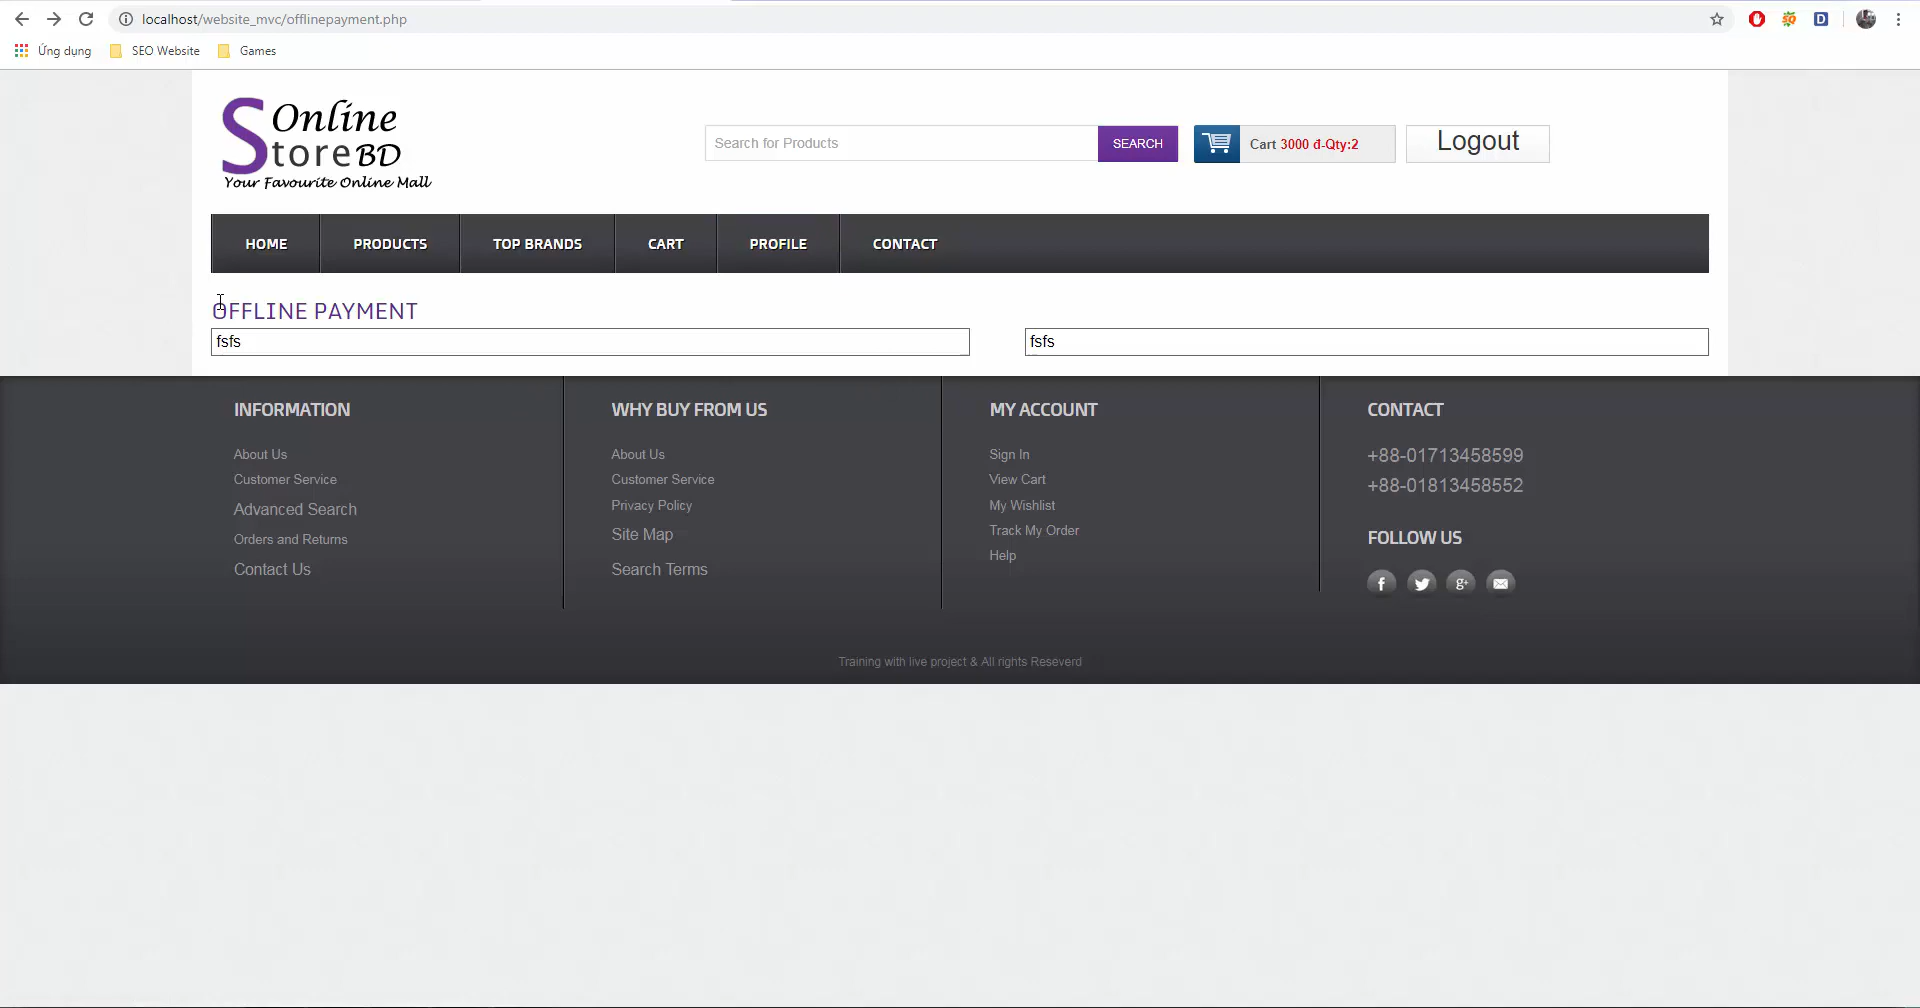 localhost/website_mvc/offlinepayment.php
Ứng dụng SEO Website Games
Online
StoreBD
Your Favourite Online Mall
Search for Products SEARCH Cart 3000 đ-Qty:2 Logout
HOME PRODUCTS TOP BRANDS CART PROFILE CONTACT
OFFLINE PAYMENT
fsfs fsfs
INFORMATION
About Us
Customer Service
Advanced Search
Orders and Returns
Contact Us
WHY BUY FROM US
About Us
Customer Service
Privacy Policy
Site Map
Search Terms
MY ACCOUNT
Sign In
View Cart
My Wishlist
Track My Order
Help
CONTACT
+88-01713458599
+88-01813458552
FOLLOW US
Training with live project & All rights Reseverd